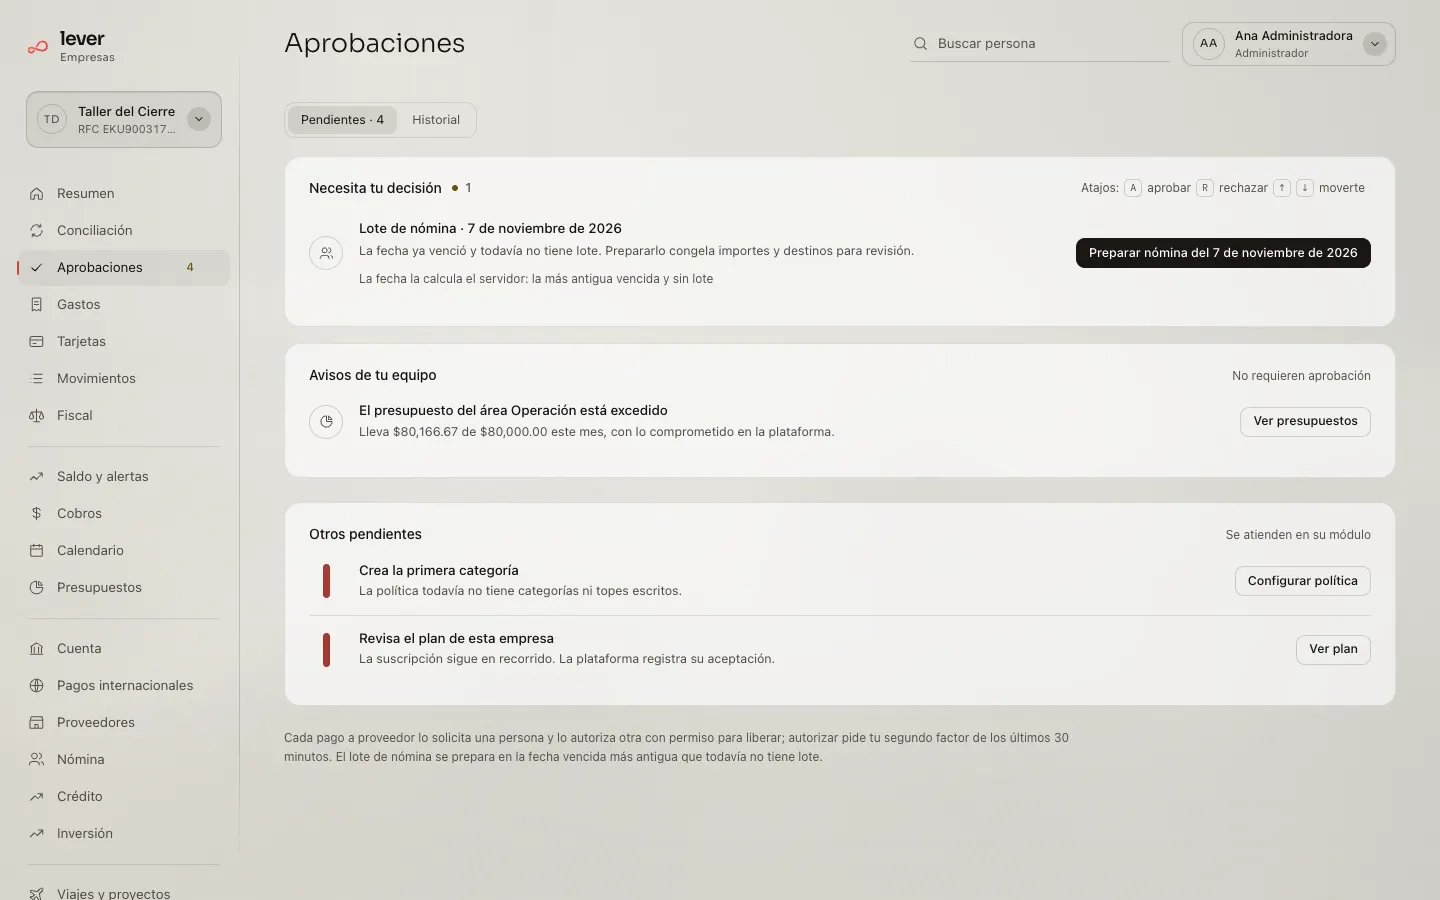 lever
Empresas
TD
Taller del Cierre
RFC EKU900317...
Resumen
Conciliación
Aprobaciones 4
Gastos
Tarjetas
Movimientos
Fiscal
Saldo y alertas
Cobros
Calendario
Presupuestos
Cuenta
Pagos internacionales
Proveedores
Nómina
Crédito
Inversión
Viajes y proyectos
Aprobaciones
Buscar persona
AA
Ana Administradora
Administrador
Pendientes · 4
Historial
Necesita tu decisión 1
Atajos: A aprobar R rechazar ↑ ↓ moverte
Lote de nómina · 7 de noviembre de 2026
La fecha ya venció y todavía no tiene lote. Prepararlo congela importes y destinos para revisión.
La fecha la calcula el servidor: la más antigua vencida y sin lote
Preparar nómina del 7 de noviembre de 2026
Avisos de tu equipo
No requieren aprobación
El presupuesto del área Operación está excedido
Lleva $80,166.67 de $80,000.00 este mes, con lo comprometido en la plataforma.
Ver presupuestos
Otros pendientes
Se atienden en su módulo
Crea la primera categoría
La política todavía no tiene categorías ni topes escritos.
Configurar política
Revisa el plan de esta empresa
La suscripción sigue en recorrido. La plataforma registra su aceptación.
Ver plan
Cada pago a proveedor lo solicita una persona y lo autoriza otra con permiso para liberar; autorizar pide tu segundo factor de los últimos 30
minutos. El lote de nómina se prepara en la fecha vencida más antigua que todavía no tiene lote.